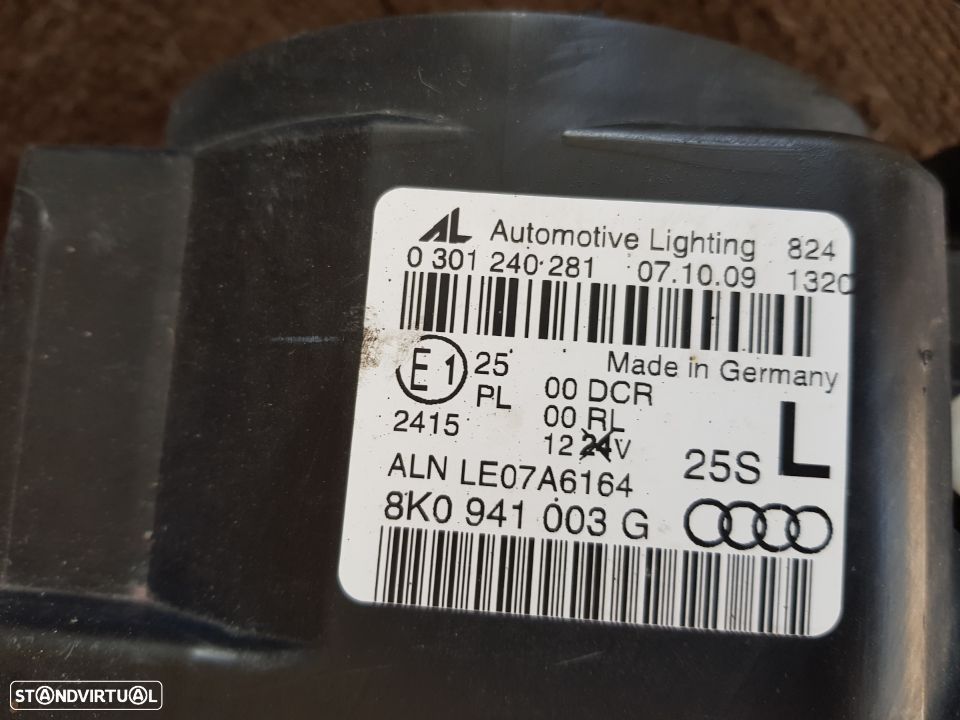 AL Automotive Lighting 824
0 301 240 281 07.10.09 1320
E1 25 Made in Germany
PL 00 DCR
2415 00 RL
12 24V
25S L
ALN LE07A6164
8K0 941 003 G
STANDVIRTUAL